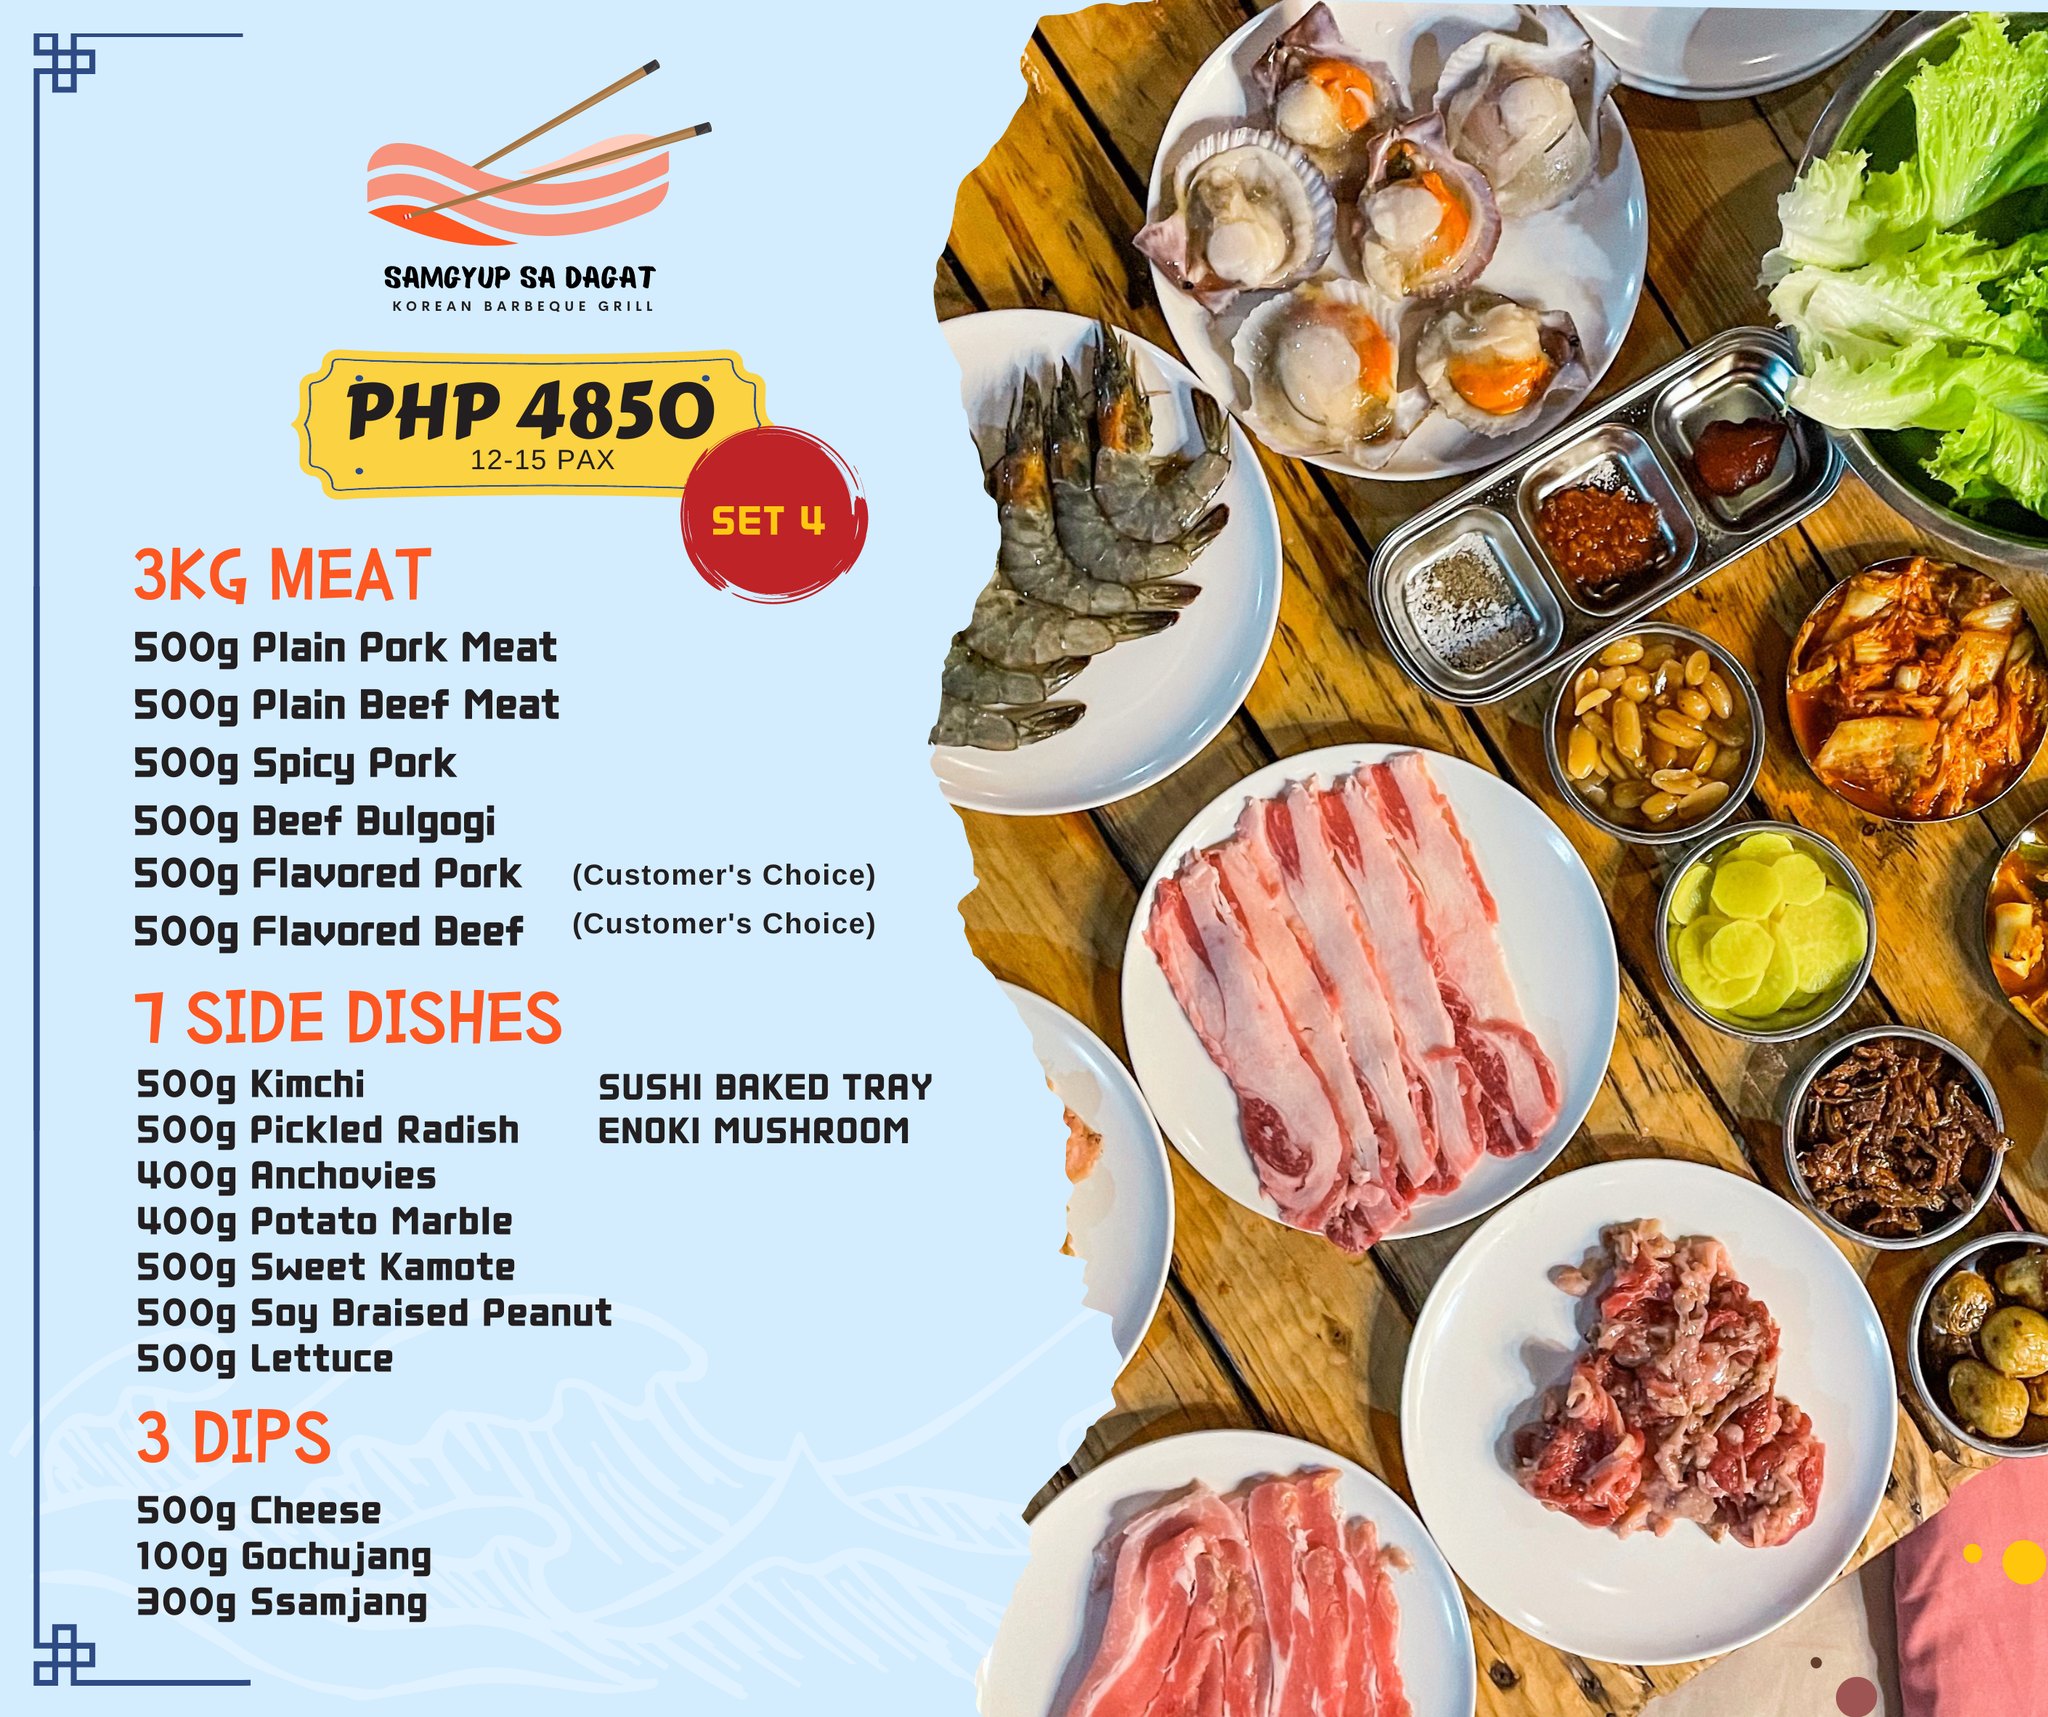 SAMGYUP SA DAGAT
KOREAN BARBEQUE GRILL
PHP 4850
12-15 PAX
SET 4
3KG MEAT
500g Plain Pork Meat
500g Plain Beef Meat
500g Spicy Pork
500g Beef Bulgogi
500g Flavored Pork (Customer's Choice)
500g Flavored Beef (Customer's Choice)
7 SIDE DISHES
500g Kimchi
500g Pickled Radish
400g Anchovies
400g Potato Marble
500g Sweet Kamote
500g Soy Braised Peanut
500g Lettuce
SUSHI BAKED TRAY
ENOKI MUSHROOM
3 DIPS
500g Cheese
100g Gochujang
300g Ssamjang